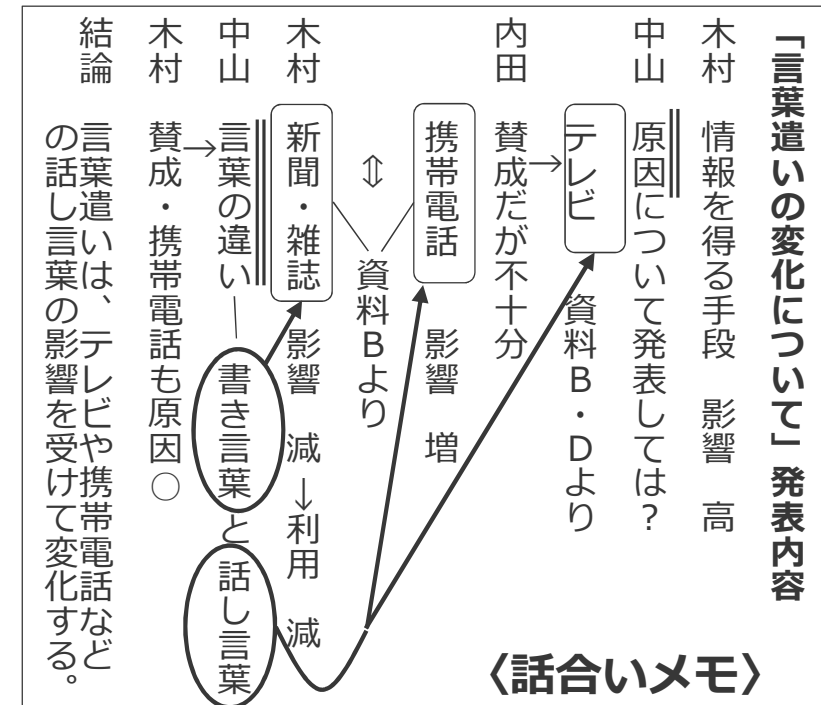 「言葉遣いの変化について」発表内容
木村 情報を得る手段 影響 高
中山 原因について発表しては?
テレビ 資料B・Dより
内田 賛成だが不十分→
携帯電話 影響 増
⇕ 資料Bより
木村 新聞・雑誌 影響 減→利用 減
中山 言葉の違い―書き言葉と話し言葉
木村 賛成・携帯電話も原因○
結論 言葉遣いは、テレビや携帯電話など
の話し言葉の影響を受けて変化する。
〈話合いメモ〉